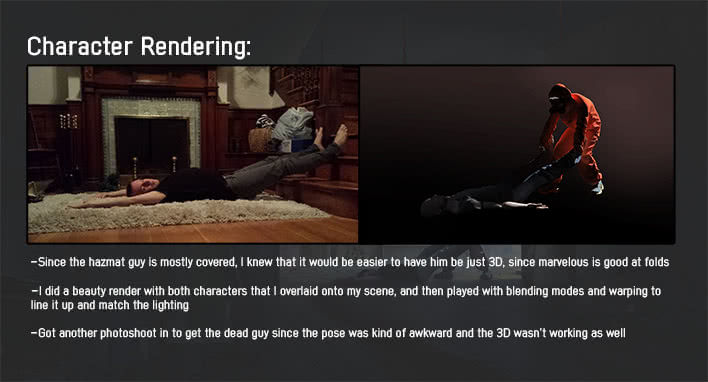 Character Rendering:
-Since the hazmat guy is mostly covered, I knew that it would be easier to have him be just 3D, since marvelous is good at folds
-I did a beauty render with both characters that I overlaid onto my scene, and then played with blending modes and warping to
line it up and match the lighting
-Got another photoshoot in to get the dead guy since the pose was kind of awkward and the 3D wasn't working as well